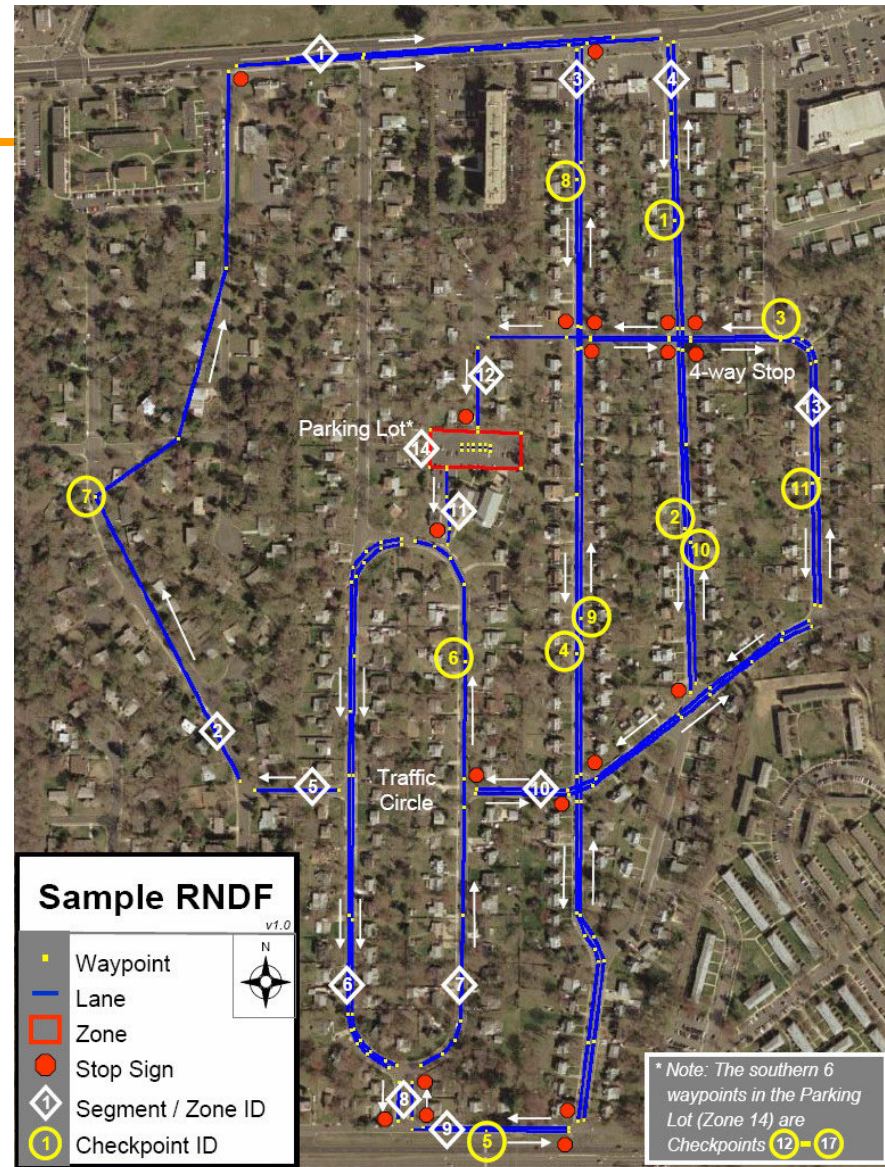 1
3
4
8
1
3
4-way Stop
12
13
Parking Lot*
14
7
11
11
2
10
9
6
4
2
5
Traffic
Circle
10
6
7
8
9
5
Sample RNDF
v1.0
N
Waypoint
Lane
Zone
Stop Sign
1 Segment / Zone ID
1 Checkpoint ID
* Note: The southern 6
waypoints in the Parking
Lot (Zone 14) are
Checkpoints 12 - 17